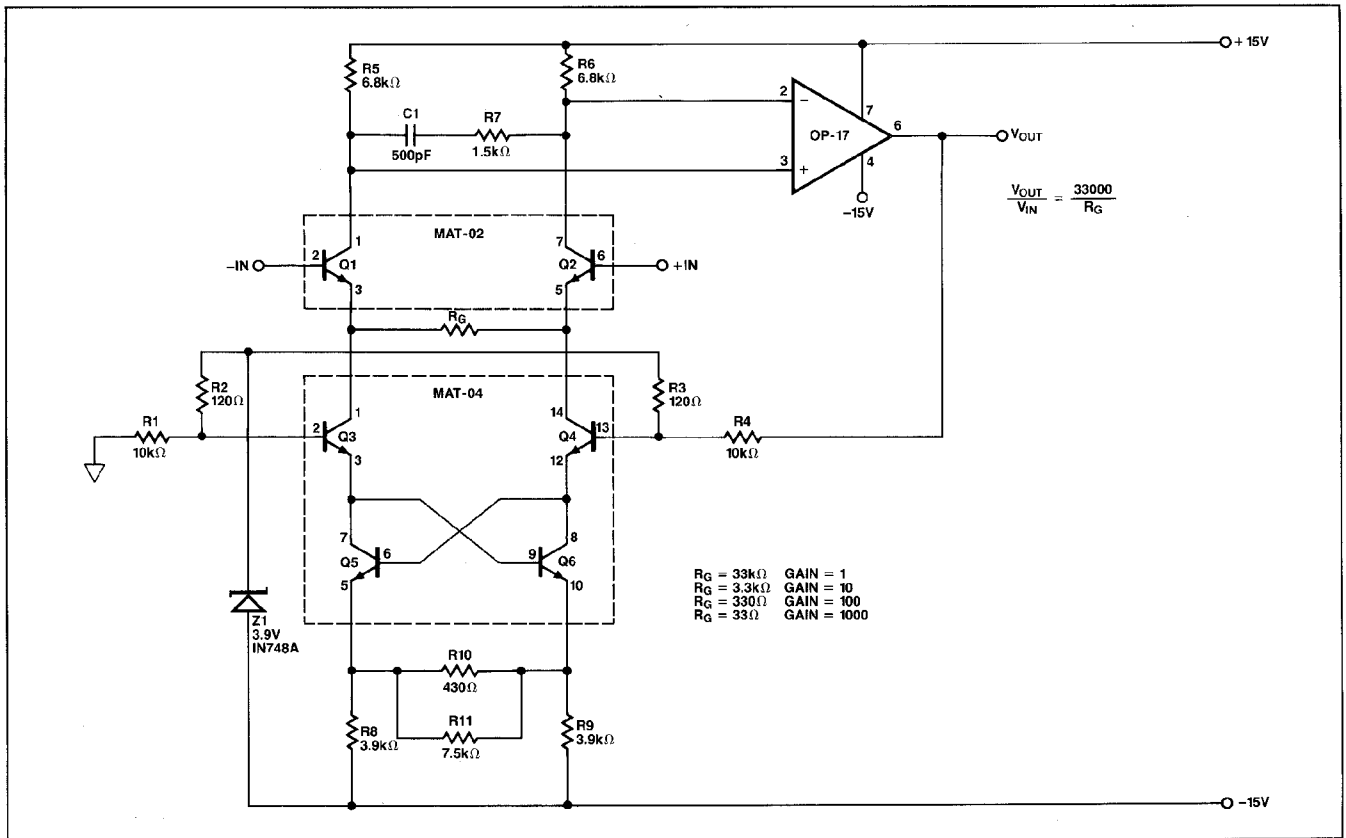 +15V
R5
6.8kΩ
R6
6.8kΩ
C1
500pF
R7
1.5kΩ
2
−
3
+
OP-17
7
6
4
−15V
VOUT
VOUT
VIN
=
33000
RG
MAT-02
−IN
2
1
Q1
3
7
6
Q2
5
+IN
RG
R2
120Ω
MAT-04
R3
120Ω
R1
10kΩ
2
1
Q3
3
14
13
Q4
12
R4
10kΩ
7
6
Q5
5
8
9
Q6
10
Z1
3.9V
IN748A
RG = 33kΩ GAIN = 1
RG = 3.3kΩ GAIN = 10
RG = 330Ω GAIN = 100
RG = 33Ω GAIN = 1000
R10
430Ω
R11
7.5kΩ
R8
3.9kΩ
R9
3.9kΩ
−15V